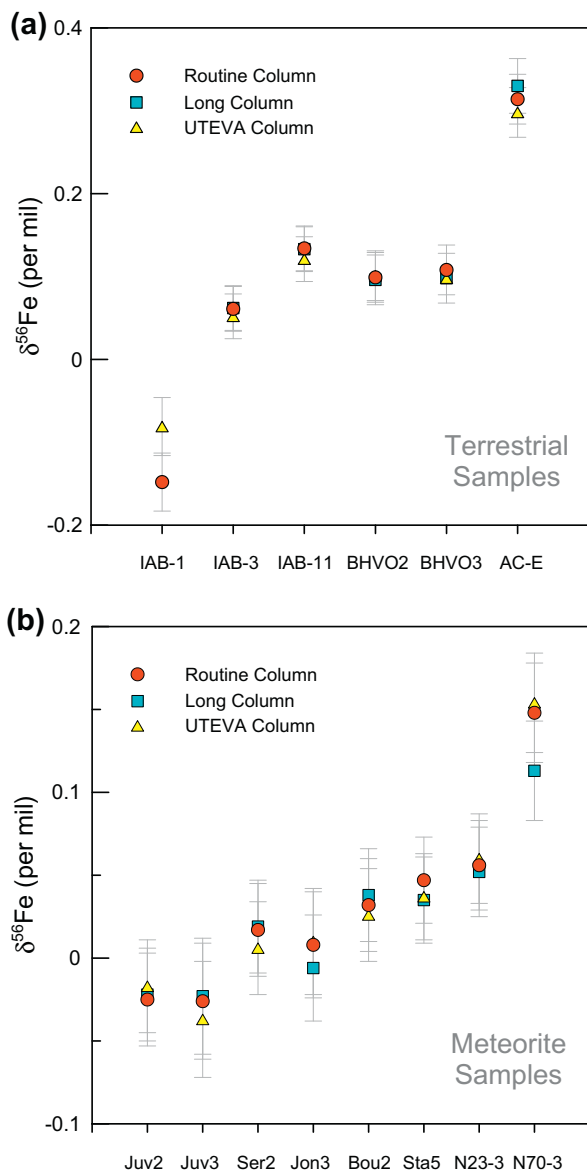 (a)
0.4
0.2
0
-0.2
δ⁵⁶Fe (per mil)
Routine Column
Long Column
UTEVA Column
Terrestrial
Samples
IAB-1 IAB-3 IAB-11 BHVO2 BHVO3 AC-E
(b)
0.2
0.1
0
-0.1
δ⁵⁶Fe (per mil)
Routine Column
Long Column
UTEVA Column
Meteorite
Samples
Juv2 Juv3 Ser2 Jon3 Bou2 Sta5 N23-3 N70-3